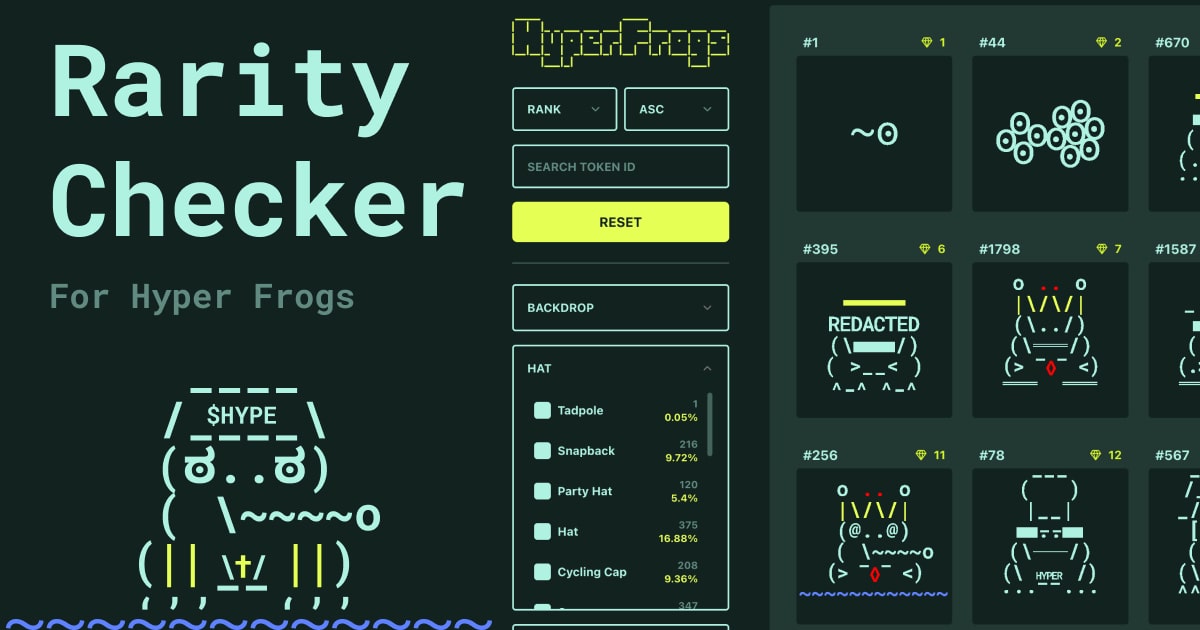 Rarity
Checker
For Hyper Frogs
$HYPE
HyperFrogs
RANK
ASC
SEARCH TOKEN ID
RESET
BACKDROP
HAT
Tadpole
1
0.05%
Snapback
216
9.72%
Party Hat
120
5.4%
Hat
375
16.88%
Cycling Cap
208
9.36%
347
#1
1
#44
2
#670
#395
6
REDACTED
#1798
7
#1587
#256
11
#78
12
HYPER
#567